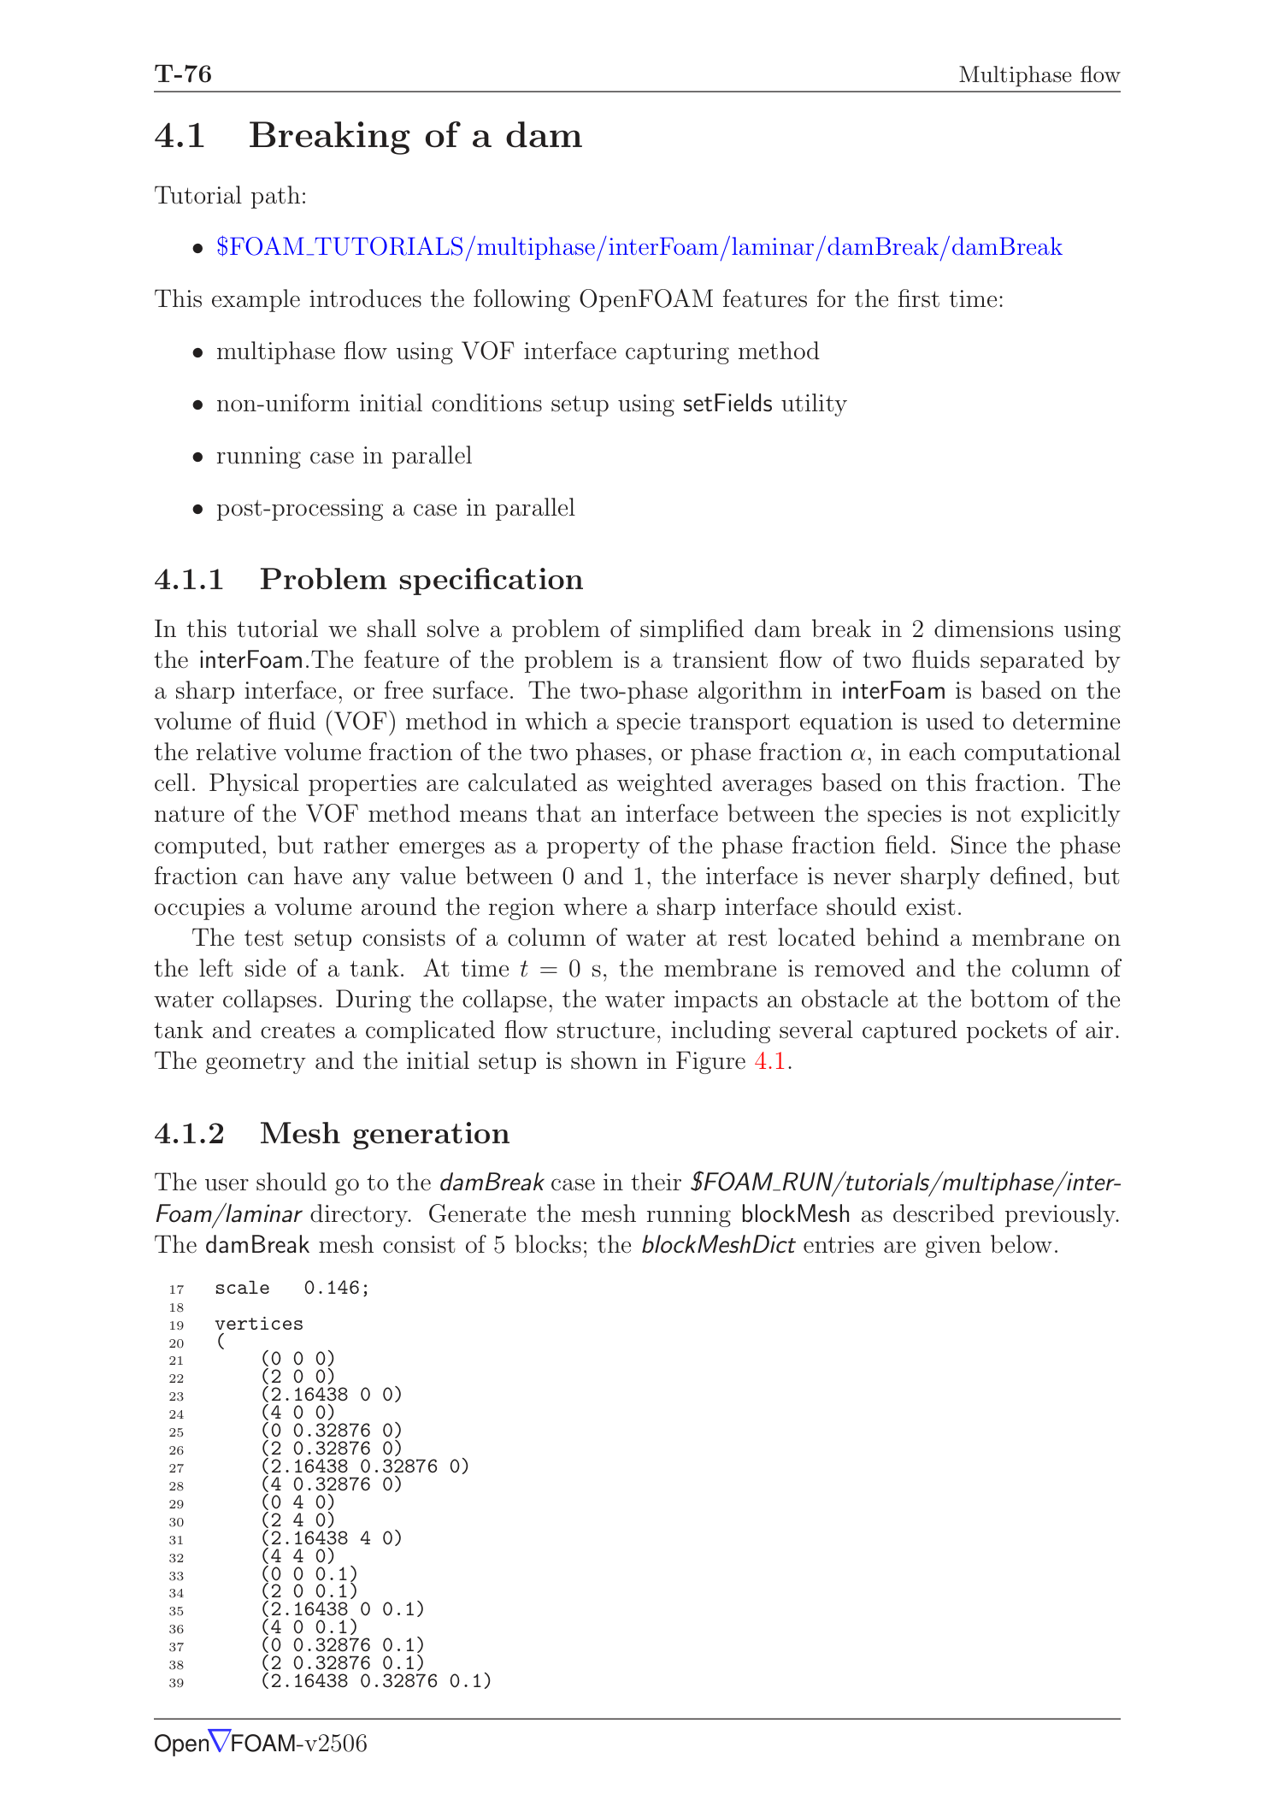 T-76 Multiphase flow
4.1 Breaking of a dam
Tutorial path:
• $FOAM_TUTORIALS/multiphase/interFoam/laminar/damBreak/damBreak
This example introduces the following OpenFOAM features for the first time:
• multiphase flow using VOF interface capturing method
• non-uniform initial conditions setup using setFields utility
• running case in parallel
• post-processing a case in parallel
4.1.1 Problem specification
In this tutorial we shall solve a problem of simplified dam break in 2 dimensions using
the interFoam.The feature of the problem is a transient flow of two fluids separated by
a sharp interface, or free surface. The two-phase algorithm in interFoam is based on the
volume of fluid (VOF) method in which a specie transport equation is used to determine
the relative volume fraction of the two phases, or phase fraction α, in each computational
cell. Physical properties are calculated as weighted averages based on this fraction. The
nature of the VOF method means that an interface between the species is not explicitly
computed, but rather emerges as a property of the phase fraction field. Since the phase
fraction can have any value between 0 and 1, the interface is never sharply defined, but
occupies a volume around the region where a sharp interface should exist.
The test setup consists of a column of water at rest located behind a membrane on
the left side of a tank. At time t = 0 s, the membrane is removed and the column of
water collapses. During the collapse, the water impacts an obstacle at the bottom of the
tank and creates a complicated flow structure, including several captured pockets of air.
The geometry and the initial setup is shown in Figure 4.1.
4.1.2 Mesh generation
The user should go to the damBreak case in their $FOAM_RUN/tutorials/multiphase/inter-
Foam/laminar directory. Generate the mesh running blockMesh as described previously.
The damBreak mesh consist of 5 blocks; the blockMeshDict entries are given below.
17 scale 0.146;
18
19 vertices
20 (
21 (0 0 0)
22 (2 0 0)
23 (2.16438 0 0)
24 (4 0 0)
25 (0 0.32876 0)
26 (2 0.32876 0)
27 (2.16438 0.32876 0)
28 (4 0.32876 0)
29 (0 4 0)
30 (2 4 0)
31 (2.16438 4 0)
32 (4 4 0)
33 (0 0 0.1)
34 (2 0 0.1)
35 (2.16438 0 0.1)
36 (4 0 0.1)
37 (0 0.32876 0.1)
38 (2 0.32876 0.1)
39 (2.16438 0.32876 0.1)
Open▽FOAM-v2506